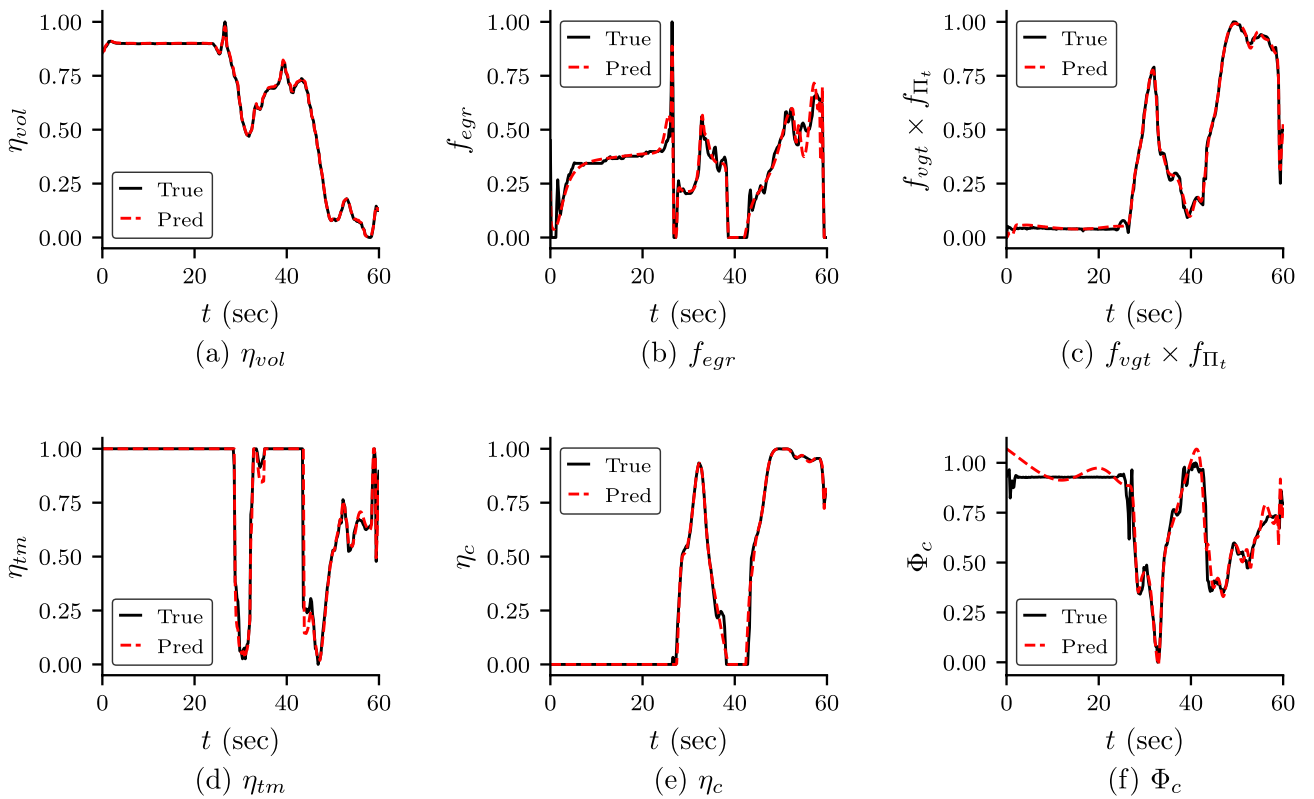 1.00
0.75
0.50
0.25
0.00
η_vol
True
Pred
0 20 40 60
t (sec)
(a) η_vol
1.00
0.75
0.50
0.25
0.00
f_egr
True
Pred
0 20 40 60
t (sec)
(b) f_egr
1.00
0.75
0.50
0.25
0.00
f_vgt × f_Π_t
True
Pred
0 20 40 60
t (sec)
(c) f_vgt × f_Π_t
1.00
0.75
0.50
0.25
0.00
η_tm
True
Pred
0 20 40 60
t (sec)
(d) η_tm
1.00
0.75
0.50
0.25
0.00
η_c
True
Pred
0 20 40 60
t (sec)
(e) η_c
1.00
0.75
0.50
0.25
0.00
Φ_c
True
Pred
0 20 40 60
t (sec)
(f) Φ_c